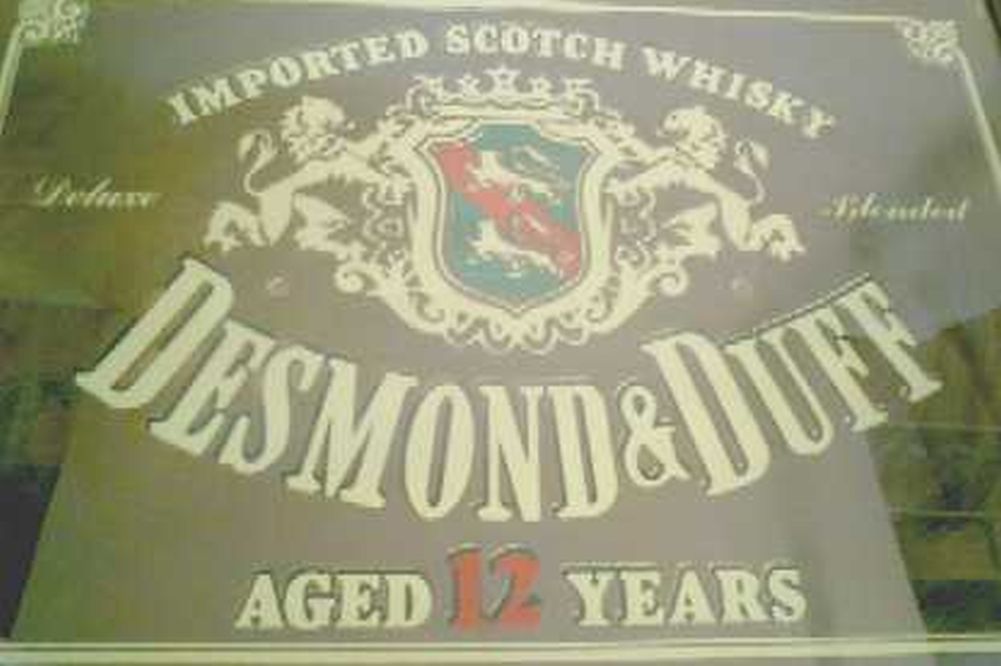 IMPORTED SCOTCH WHISKY
Deluxe
Blended
DESMOND & DUFF
AGED 12 YEARS